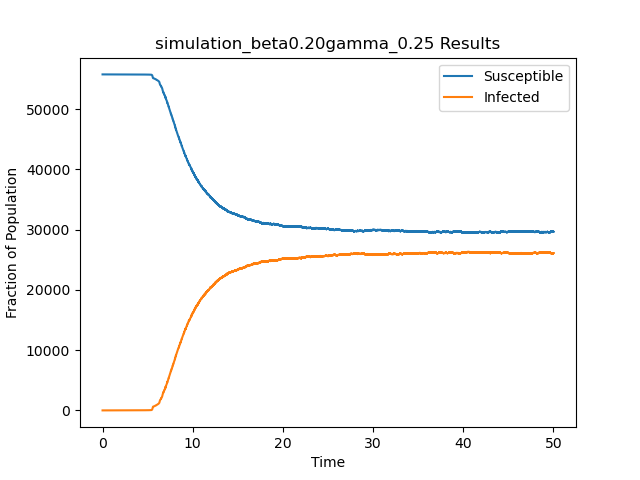 simulation_beta0.20gamma_0.25 Results
Susceptible
Infected
Fraction of Population
50000
40000
30000
20000
10000
0
0 10 20 30 40 50
Time